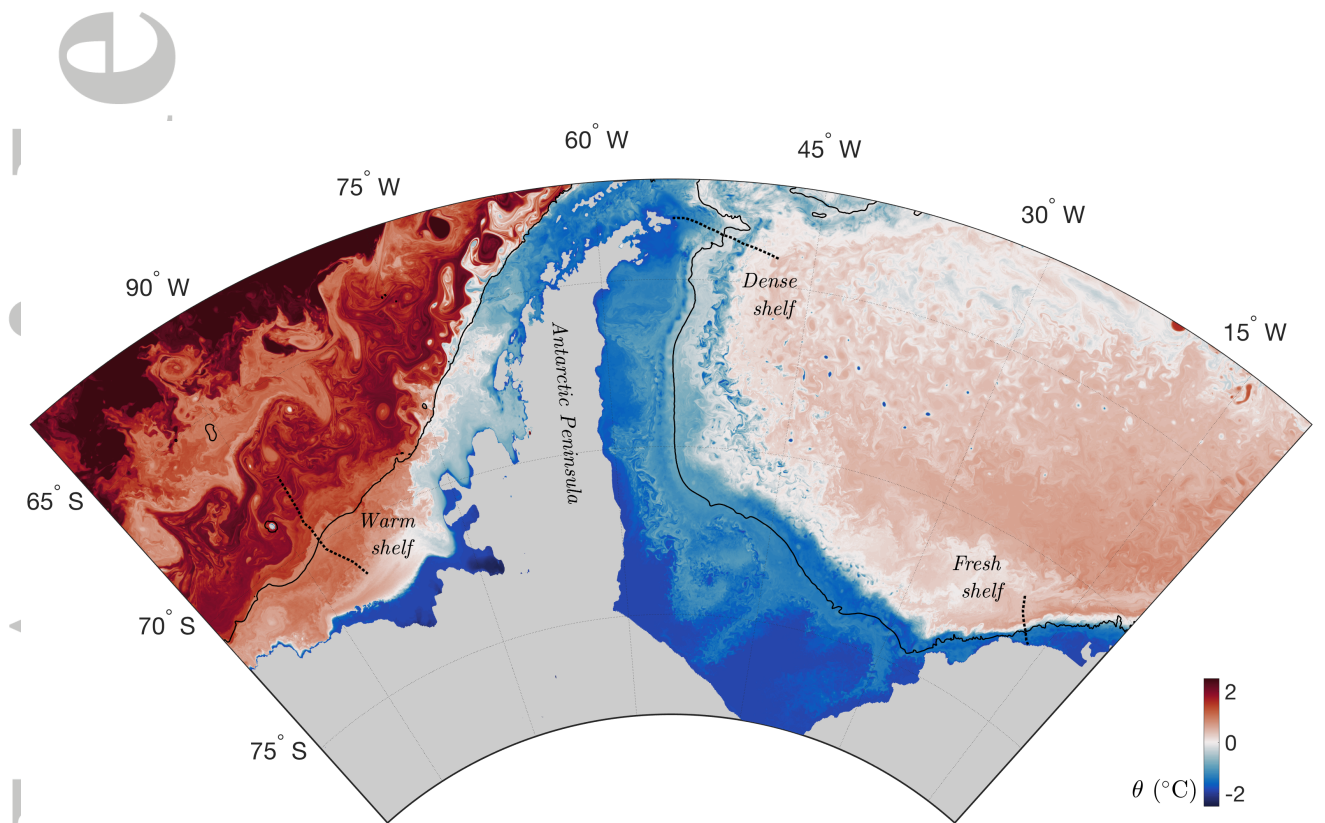 60° W
45° W
75° W
30° W
90° W
15° W
Dense
shelf
Antarctic Peninsula
65° S
Warm
shelf
Fresh
shelf
70° S
75° S
2
0
-2
θ (°C)